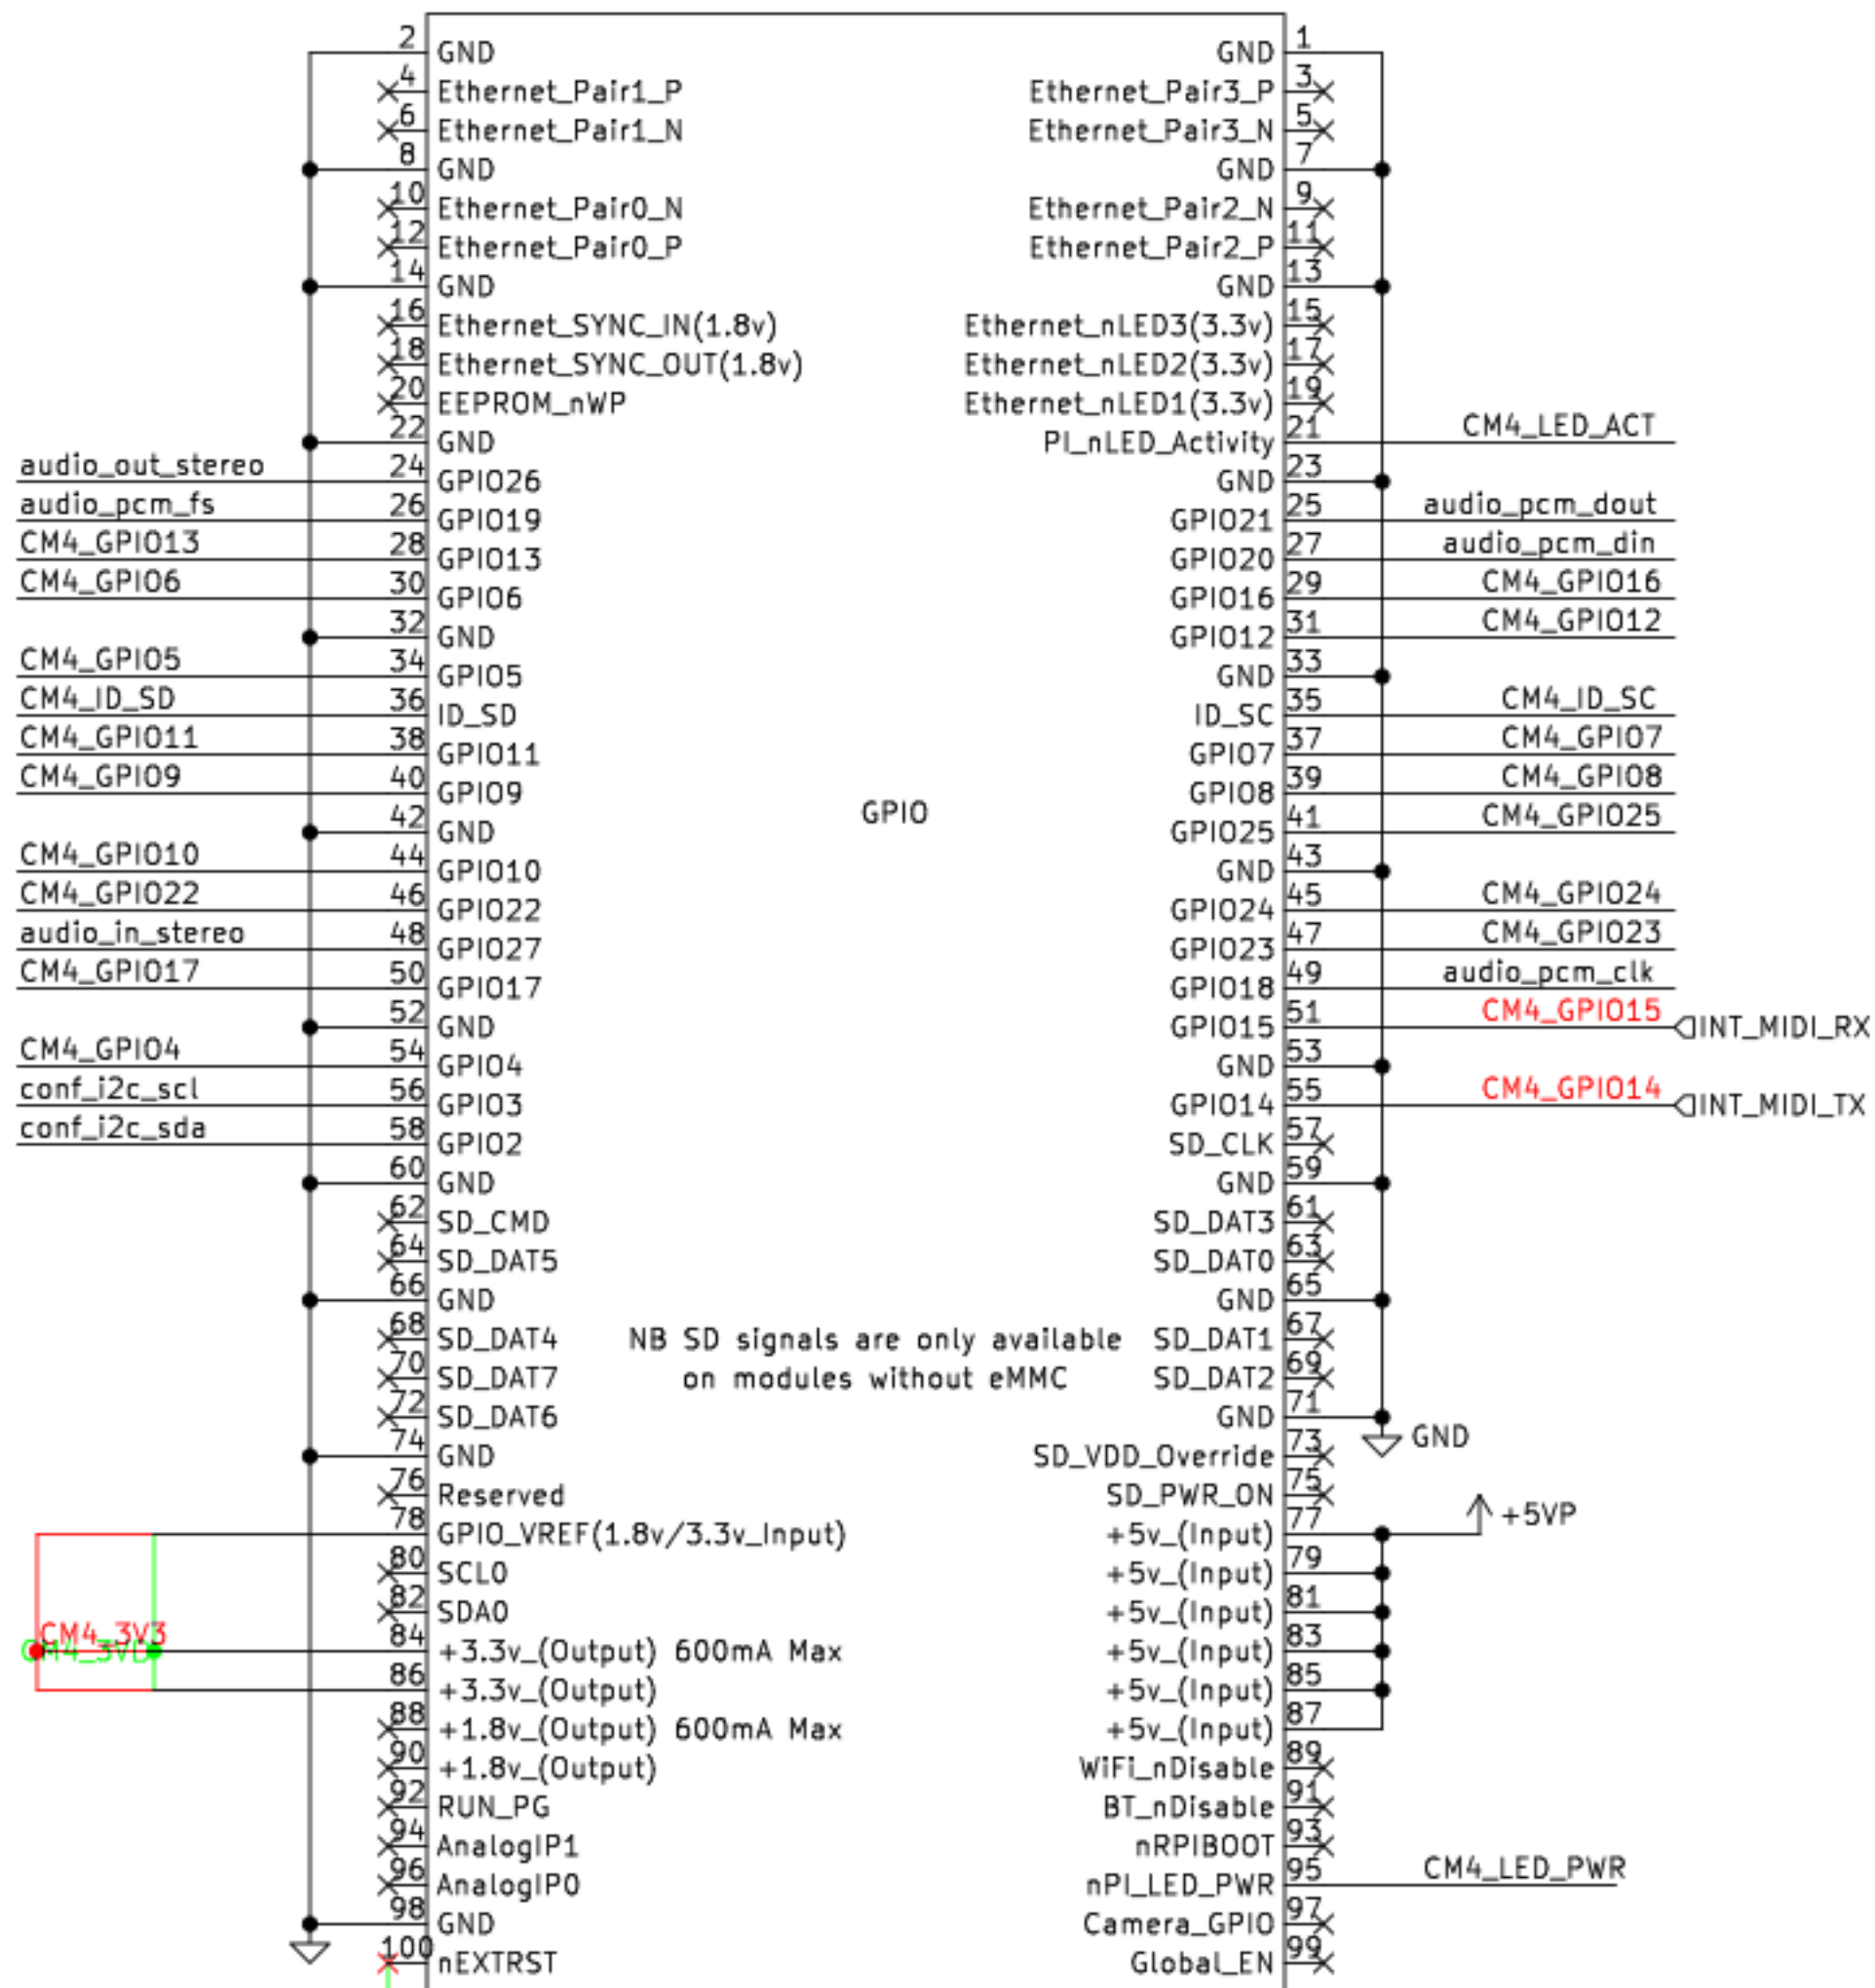 2 GND GND 1
4 Ethernet_Pair1_P Ethernet_Pair3_P 3
6 Ethernet_Pair1_N Ethernet_Pair3_N 5
8 GND GND 7
10 Ethernet_Pair0_N Ethernet_Pair2_N 9
12 Ethernet_Pair0_P Ethernet_Pair2_P 11
14 GND GND 13
16 Ethernet_SYNC_IN(1.8v) Ethernet_nLED3(3.3v) 15
18 Ethernet_SYNC_OUT(1.8v) Ethernet_nLED2(3.3v) 17
20 EEPROM_nWP Ethernet_nLED1(3.3v) 19
22 GND PI_nLED_Activity 21 CM4_LED_ACT
audio_out_stereo 24 GPIO26 GND 23
audio_pcm_fs 26 GPIO19 GPIO21 25 audio_pcm_dout
CM4_GPIO13 28 GPIO13 GPIO20 27 audio_pcm_din
CM4_GPIO6 30 GPIO6 GPIO16 29 CM4_GPIO16
32 GND GPIO12 31 CM4_GPIO12
CM4_GPIO5 34 GPIO5 GND 33
CM4_ID_SD 36 ID_SD ID_SC 35 CM4_ID_SC
CM4_GPIO11 38 GPIO11 GPIO7 37 CM4_GPIO7
CM4_GPIO9 40 GPIO9 GPIO8 39 CM4_GPIO8
GPIO
42 GND GPIO25 41 CM4_GPIO25
CM4_GPIO10 44 GPIO10 GND 43
CM4_GPIO22 46 GPIO22 GPIO24 45 CM4_GPIO24
audio_in_stereo 48 GPIO27 GPIO23 47 CM4_GPIO23
CM4_GPIO17 50 GPIO17 GPIO18 49 audio_pcm_clk
52 GND GPIO15 51 CM4_GPIO15 INT_MIDI_RX
CM4_GPIO4 54 GPIO4 GND 53
conf_i2c_scl 56 GPIO3 GPIO14 55 CM4_GPIO14 INT_MIDI_TX
conf_i2c_sda 58 GPIO2 SD_CLK 57
60 GND GND 59
62 SD_CMD SD_DAT3 61
64 SD_DAT5 SD_DAT0 63
66 GND GND 65
68 SD_DAT4 NB SD signals are only available SD_DAT1 67
70 SD_DAT7 on modules without eMMC SD_DAT2 69
72 SD_DAT6 GND 71 GND
74 GND SD_VDD_Override 73
76 Reserved SD_PWR_ON 75
78 GPIO_VREF(1.8v/3.3v_Input) +5v_(Input) 77 +5VP
80 SCL0 +5v_(Input) 79
82 SDA0 +5v_(Input) 81
CM4_3V3 84 +3.3v_(Output) 600mA Max +5v_(Input) 83
86 +3.3v_(Output) +5v_(Input) 85
88 +1.8v_(Output) 600mA Max +5v_(Input) 87
90 +1.8v_(Output) WiFi_nDisable 89
92 RUN_PG BT_nDisable 91
94 AnalogIP1 nRPIBOOT 93
96 AnalogIP0 nPI_LED_PWR 95 CM4_LED_PWR
98 GND Camera_GPIO 97
100 nEXTRST Global_EN 99